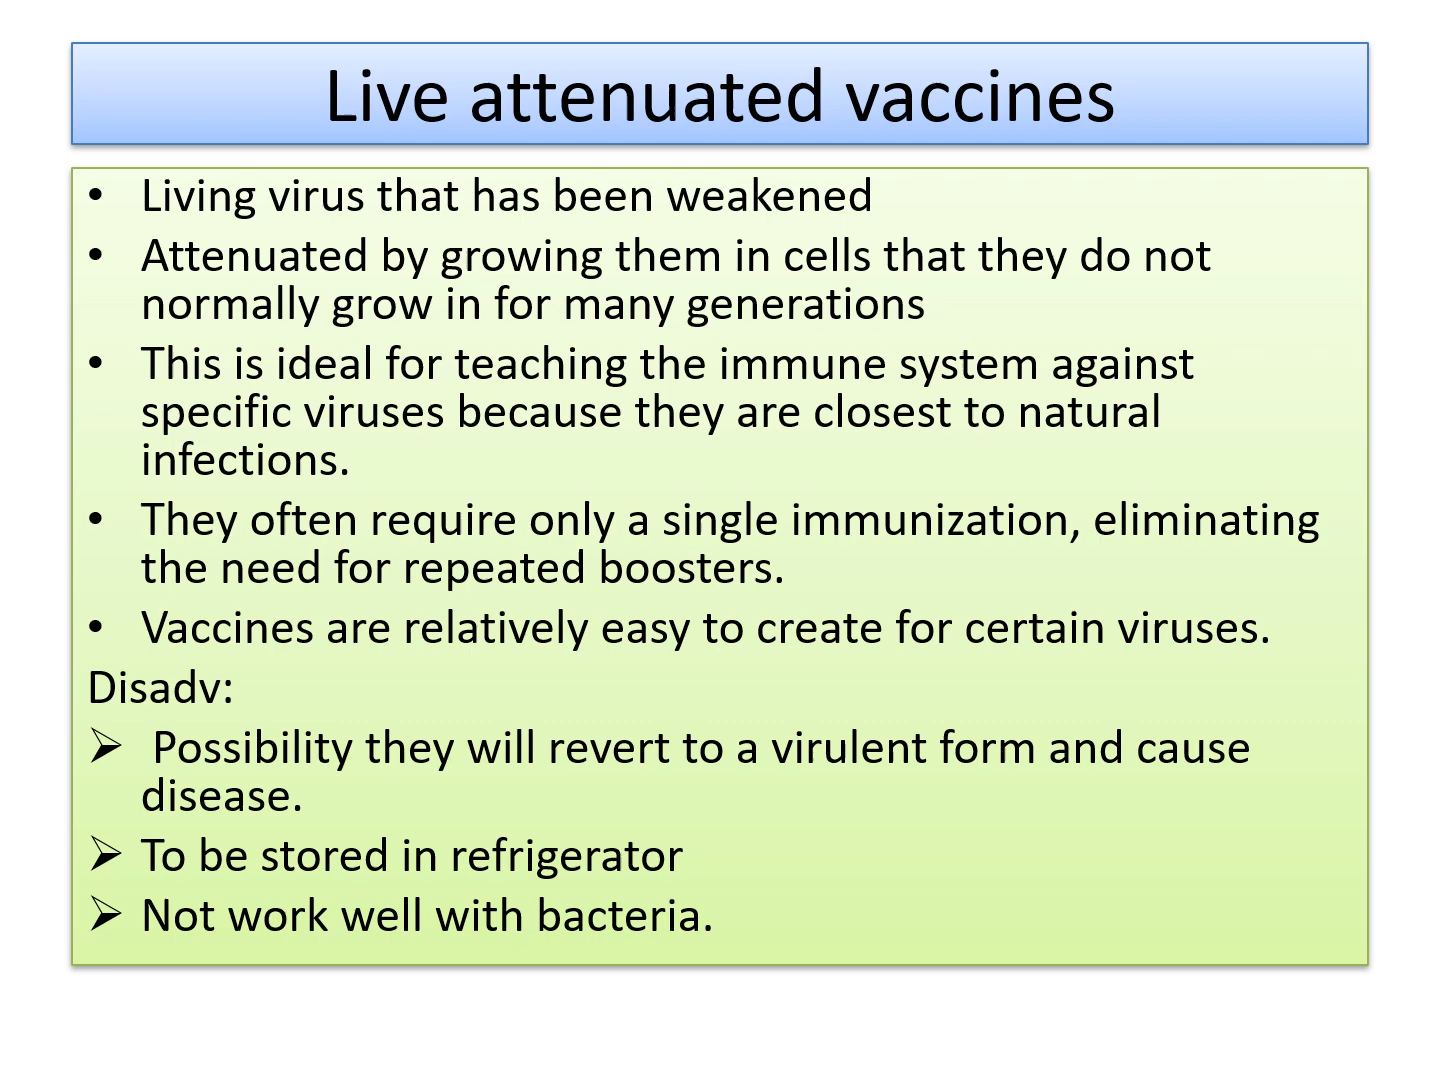 Live attenuated vaccines
• Living virus that has been weakened
• Attenuated by growing them in cells that they do not
normally grow in for many generations
• This is ideal for teaching the immune system against
specific viruses because they are closest to natural
infections.
• They often require only a single immunization, eliminating
the need for repeated boosters.
• Vaccines are relatively easy to create for certain viruses.
Disadv:
➢ Possibility they will revert to a virulent form and cause
disease.
➢ To be stored in refrigerator
➢ Not work well with bacteria.